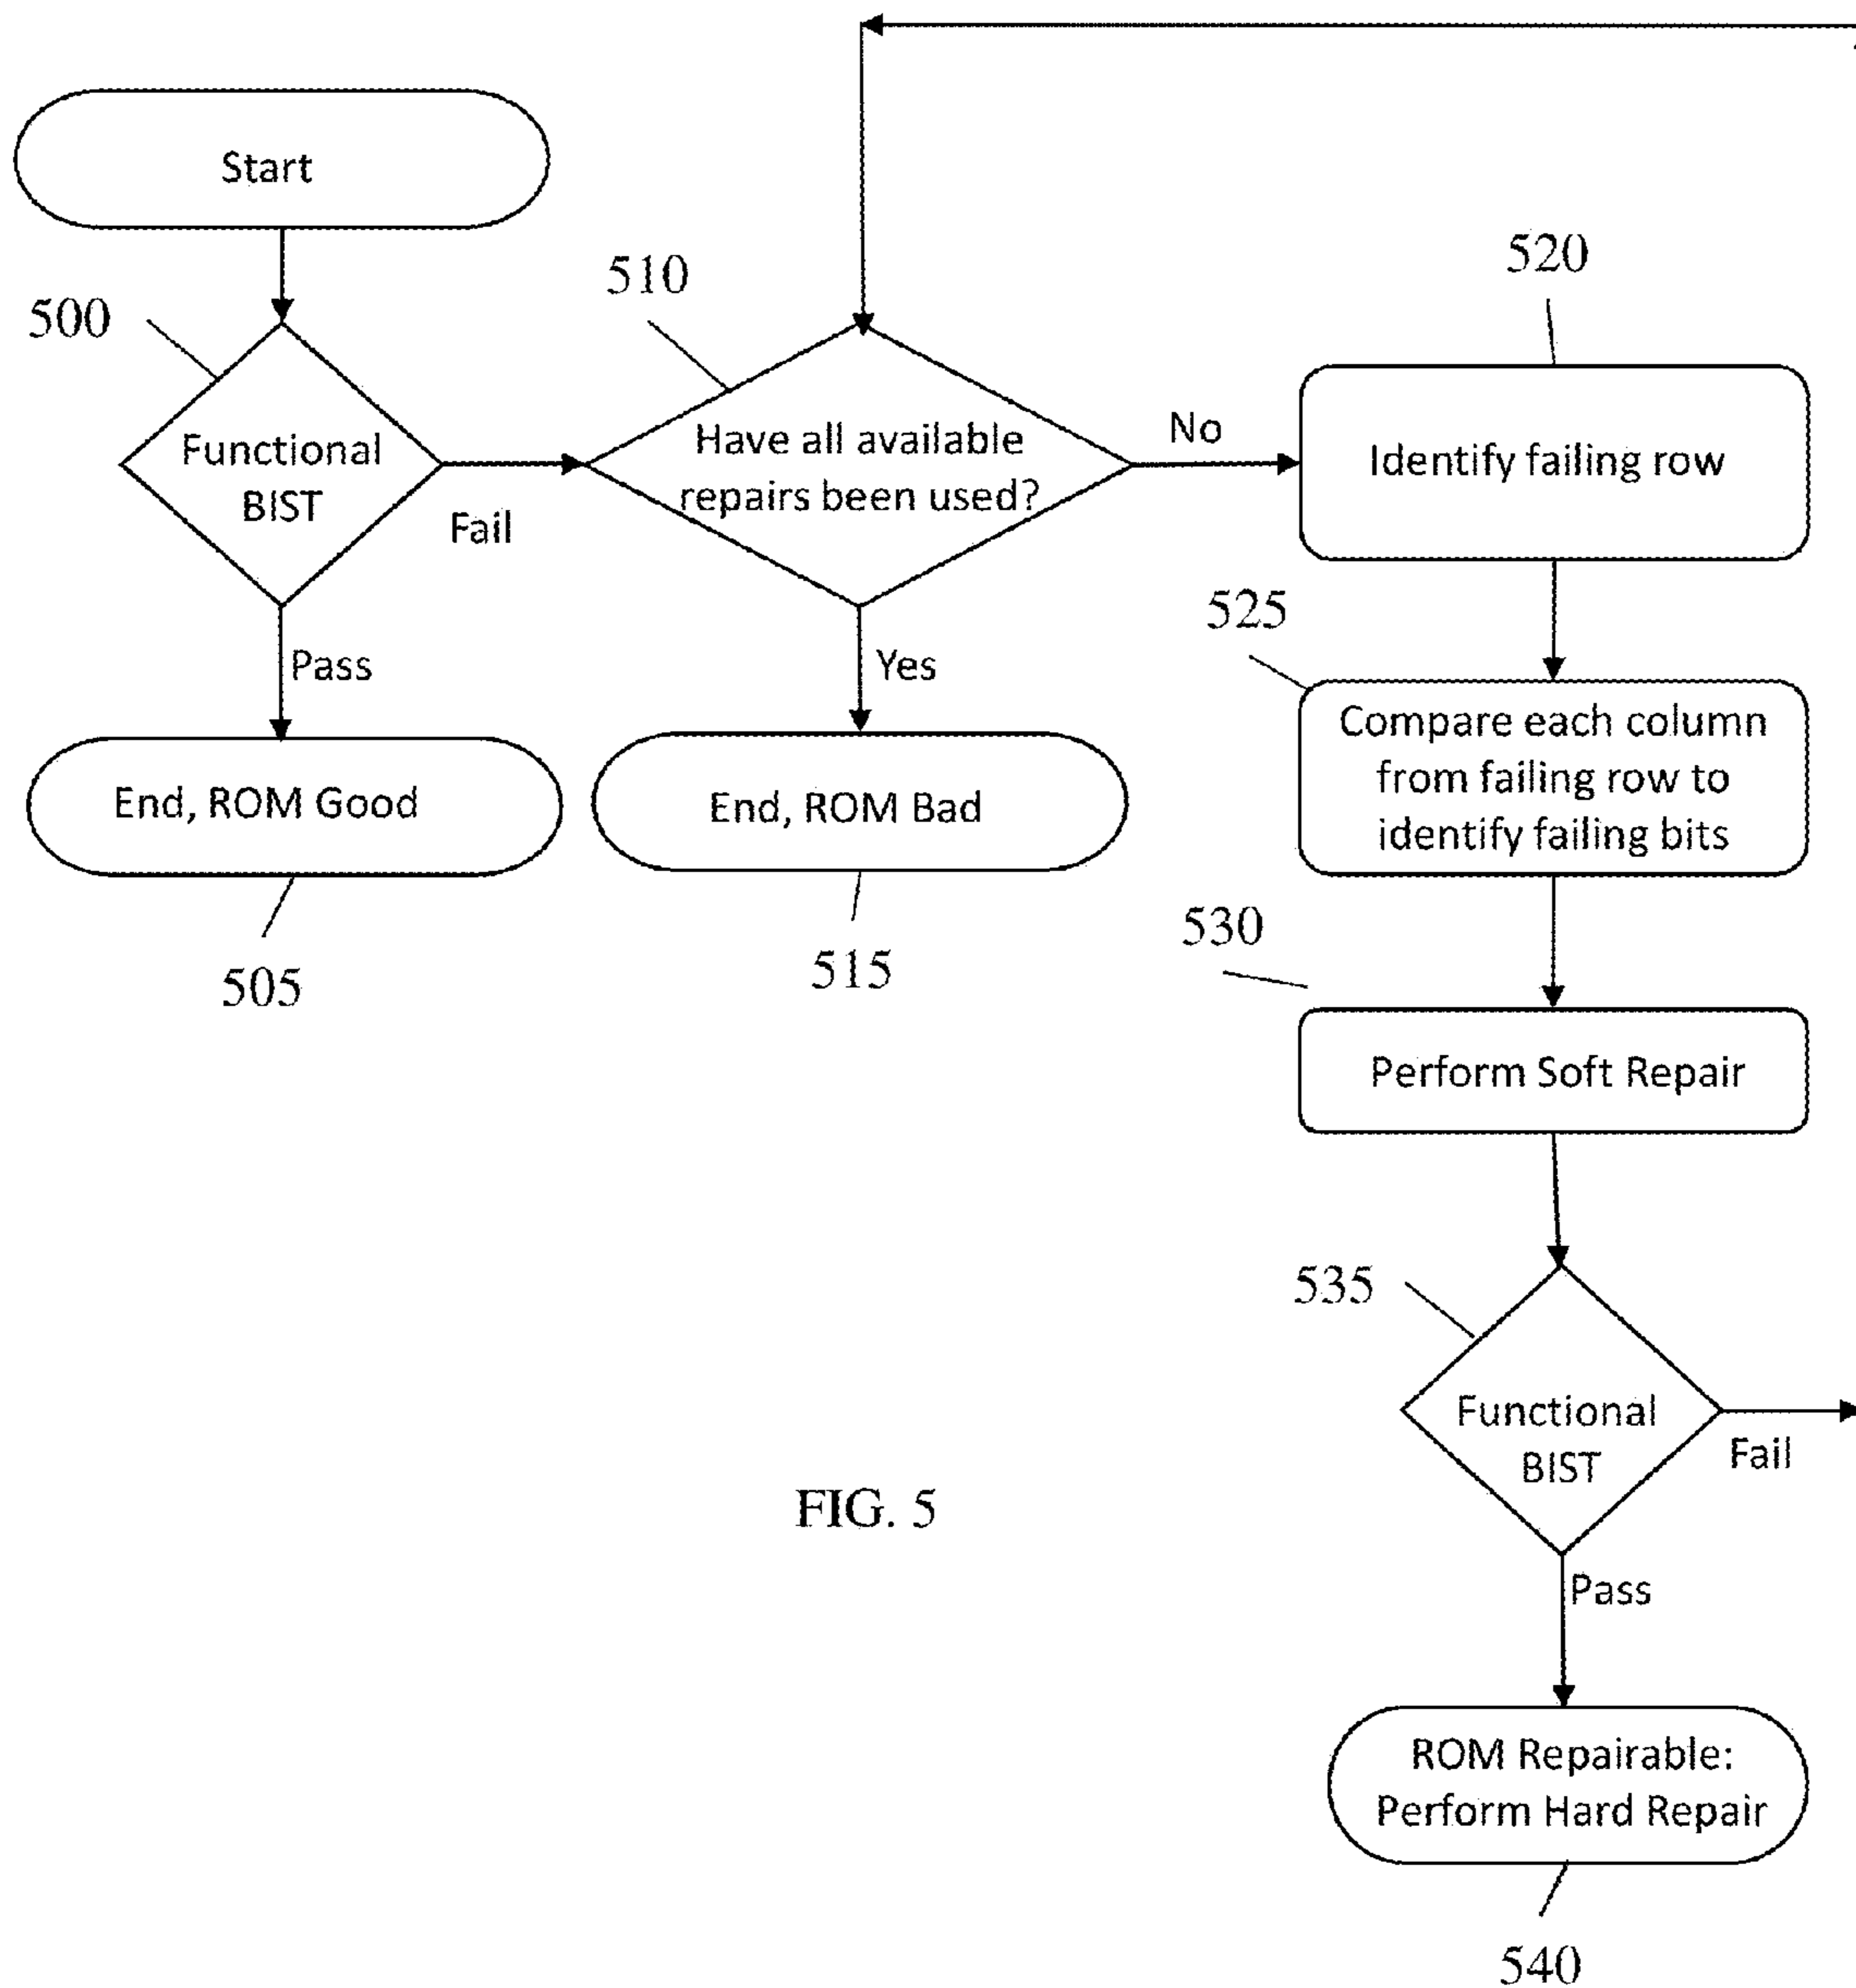 Start
500
Functional
BIST
Fail
Pass
End, ROM Good
505
510
Have all available
repairs been used?
No
Yes
End, ROM Bad
515
520
Identify failing row
525
Compare each column
from failing row to
identify failing bits
530
Perform Soft Repair
535
Functional
BIST
Fail
Pass
ROM Repairable:
Perform Hard Repair
540
FIG. 5